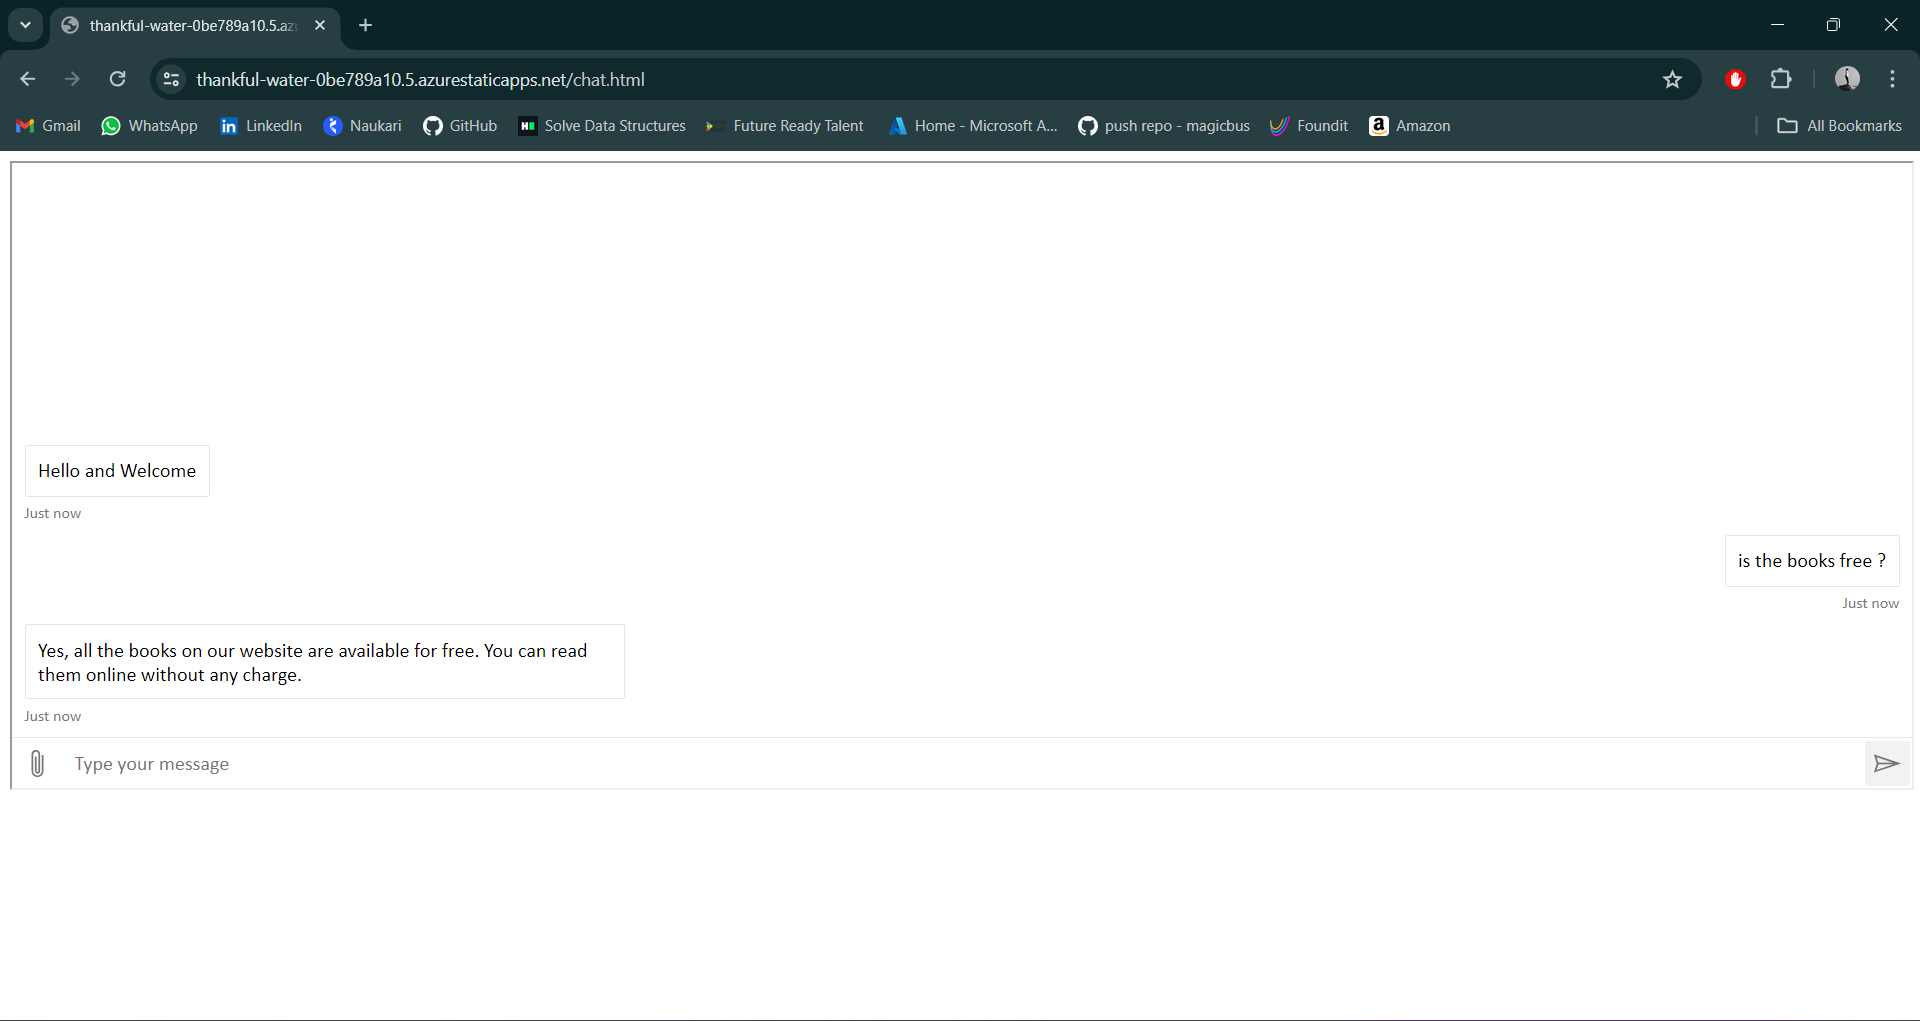 thankful-water-0be789a10.5.az
thankful-water-0be789a10.5.azurestaticapps.net/chat.html
Gmail WhatsApp LinkedIn Naukari GitHub Solve Data Structures Future Ready Talent Home - Microsoft A... push repo - magicbus Foundit Amazon All Bookmarks
Hello and Welcome
Just now
is the books free ?
Just now
Yes, all the books on our website are available for free. You can read
them online without any charge.
Just now
Type your message